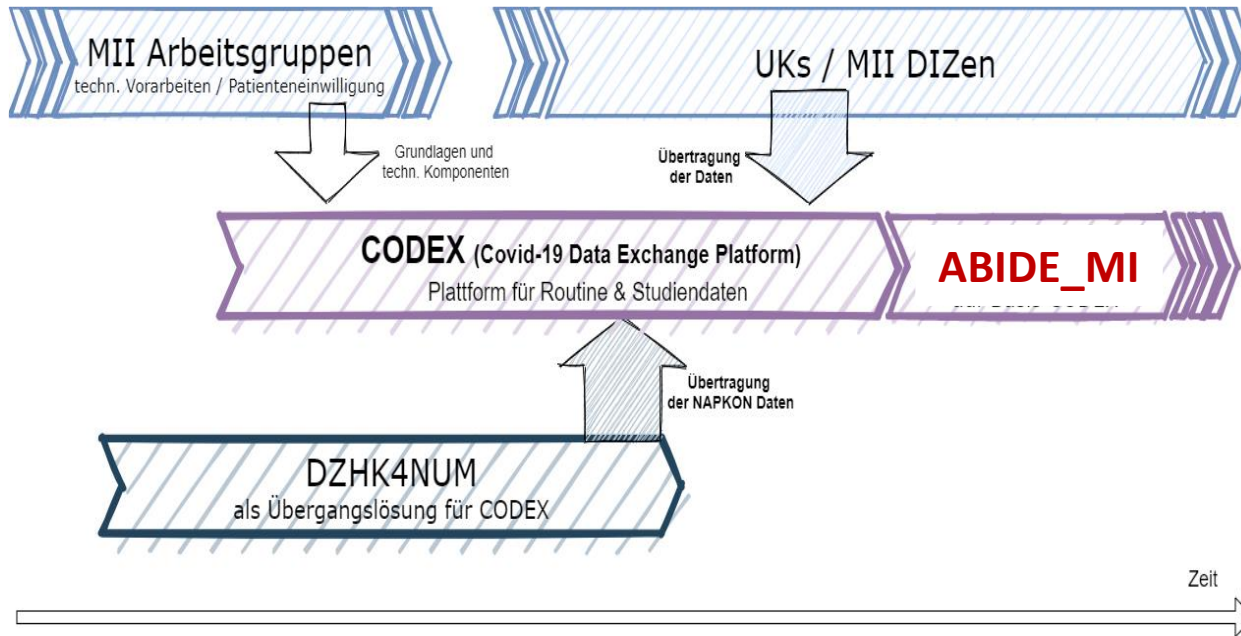 MII Arbeitsgruppen
techn. Vorarbeiten / Patienteneinwilligung
UKs / MII DIZen
Grundlagen und
techn. Komponenten
Übertragung
der Daten
CODEX (Covid-19 Data Exchange Platform)
Plattform für Routine & Studiendaten
ABIDE_MI
Übertragung
der NAPKON Daten
DZHK4NUM
als Übergangslösung für CODEX
Zeit